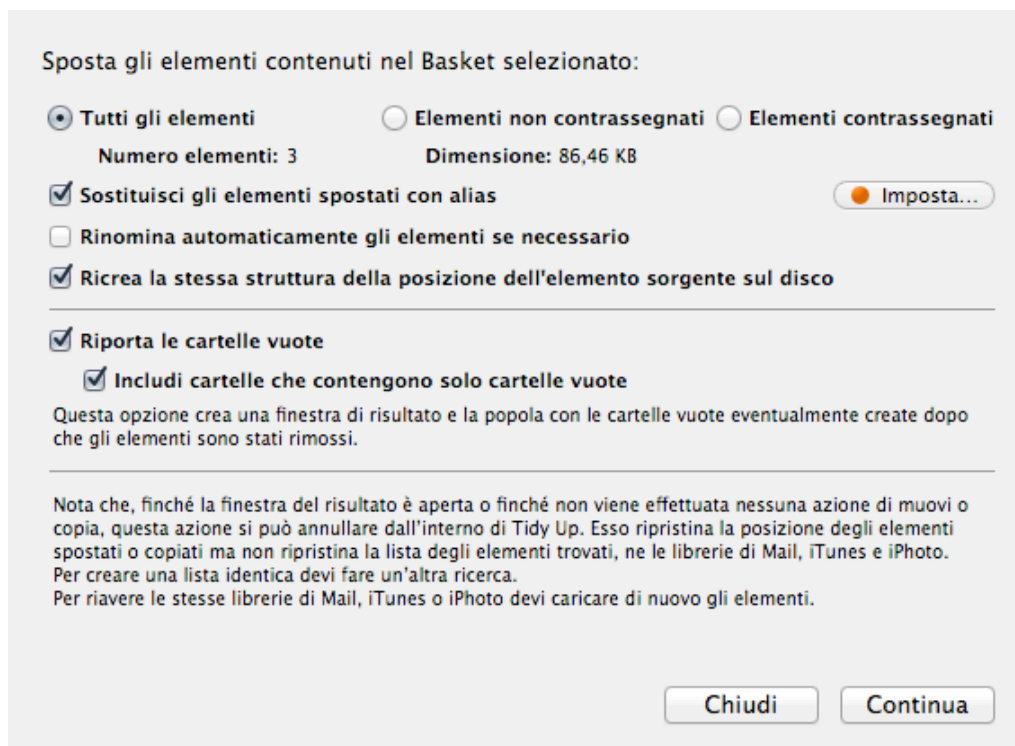 Sposta gli elementi contenuti nel Basket selezionato:
Tutti gli elementi Elementi non contrassegnati Elementi contrassegnati
Numero elementi: 3 Dimensione: 86,46 KB
Sostituisci gli elementi spostati con alias Imposta...
Rinomina automaticamente gli elementi se necessario
Ricrea la stessa struttura della posizione dell'elemento sorgente sul disco
Riporta le cartelle vuote
Includi cartelle che contengono solo cartelle vuote
Questa opzione crea una finestra di risultato e la popola con le cartelle vuote eventualmente create dopo
che gli elementi sono stati rimossi.
Nota che, finché la finestra del risultato è aperta o finché non viene effettuata nessuna azione di muovi o
copia, questa azione si può annullare dall'interno di Tidy Up. Esso ripristina la posizione degli elementi
spostati o copiati ma non ripristina la lista degli elementi trovati, ne le librerie di Mail, iTunes e iPhoto.
Per creare una lista identica devi fare un'altra ricerca.
Per riavere le stesse librerie di Mail, iTunes o iPhoto devi caricare di nuovo gli elementi.
Chiudi Continua